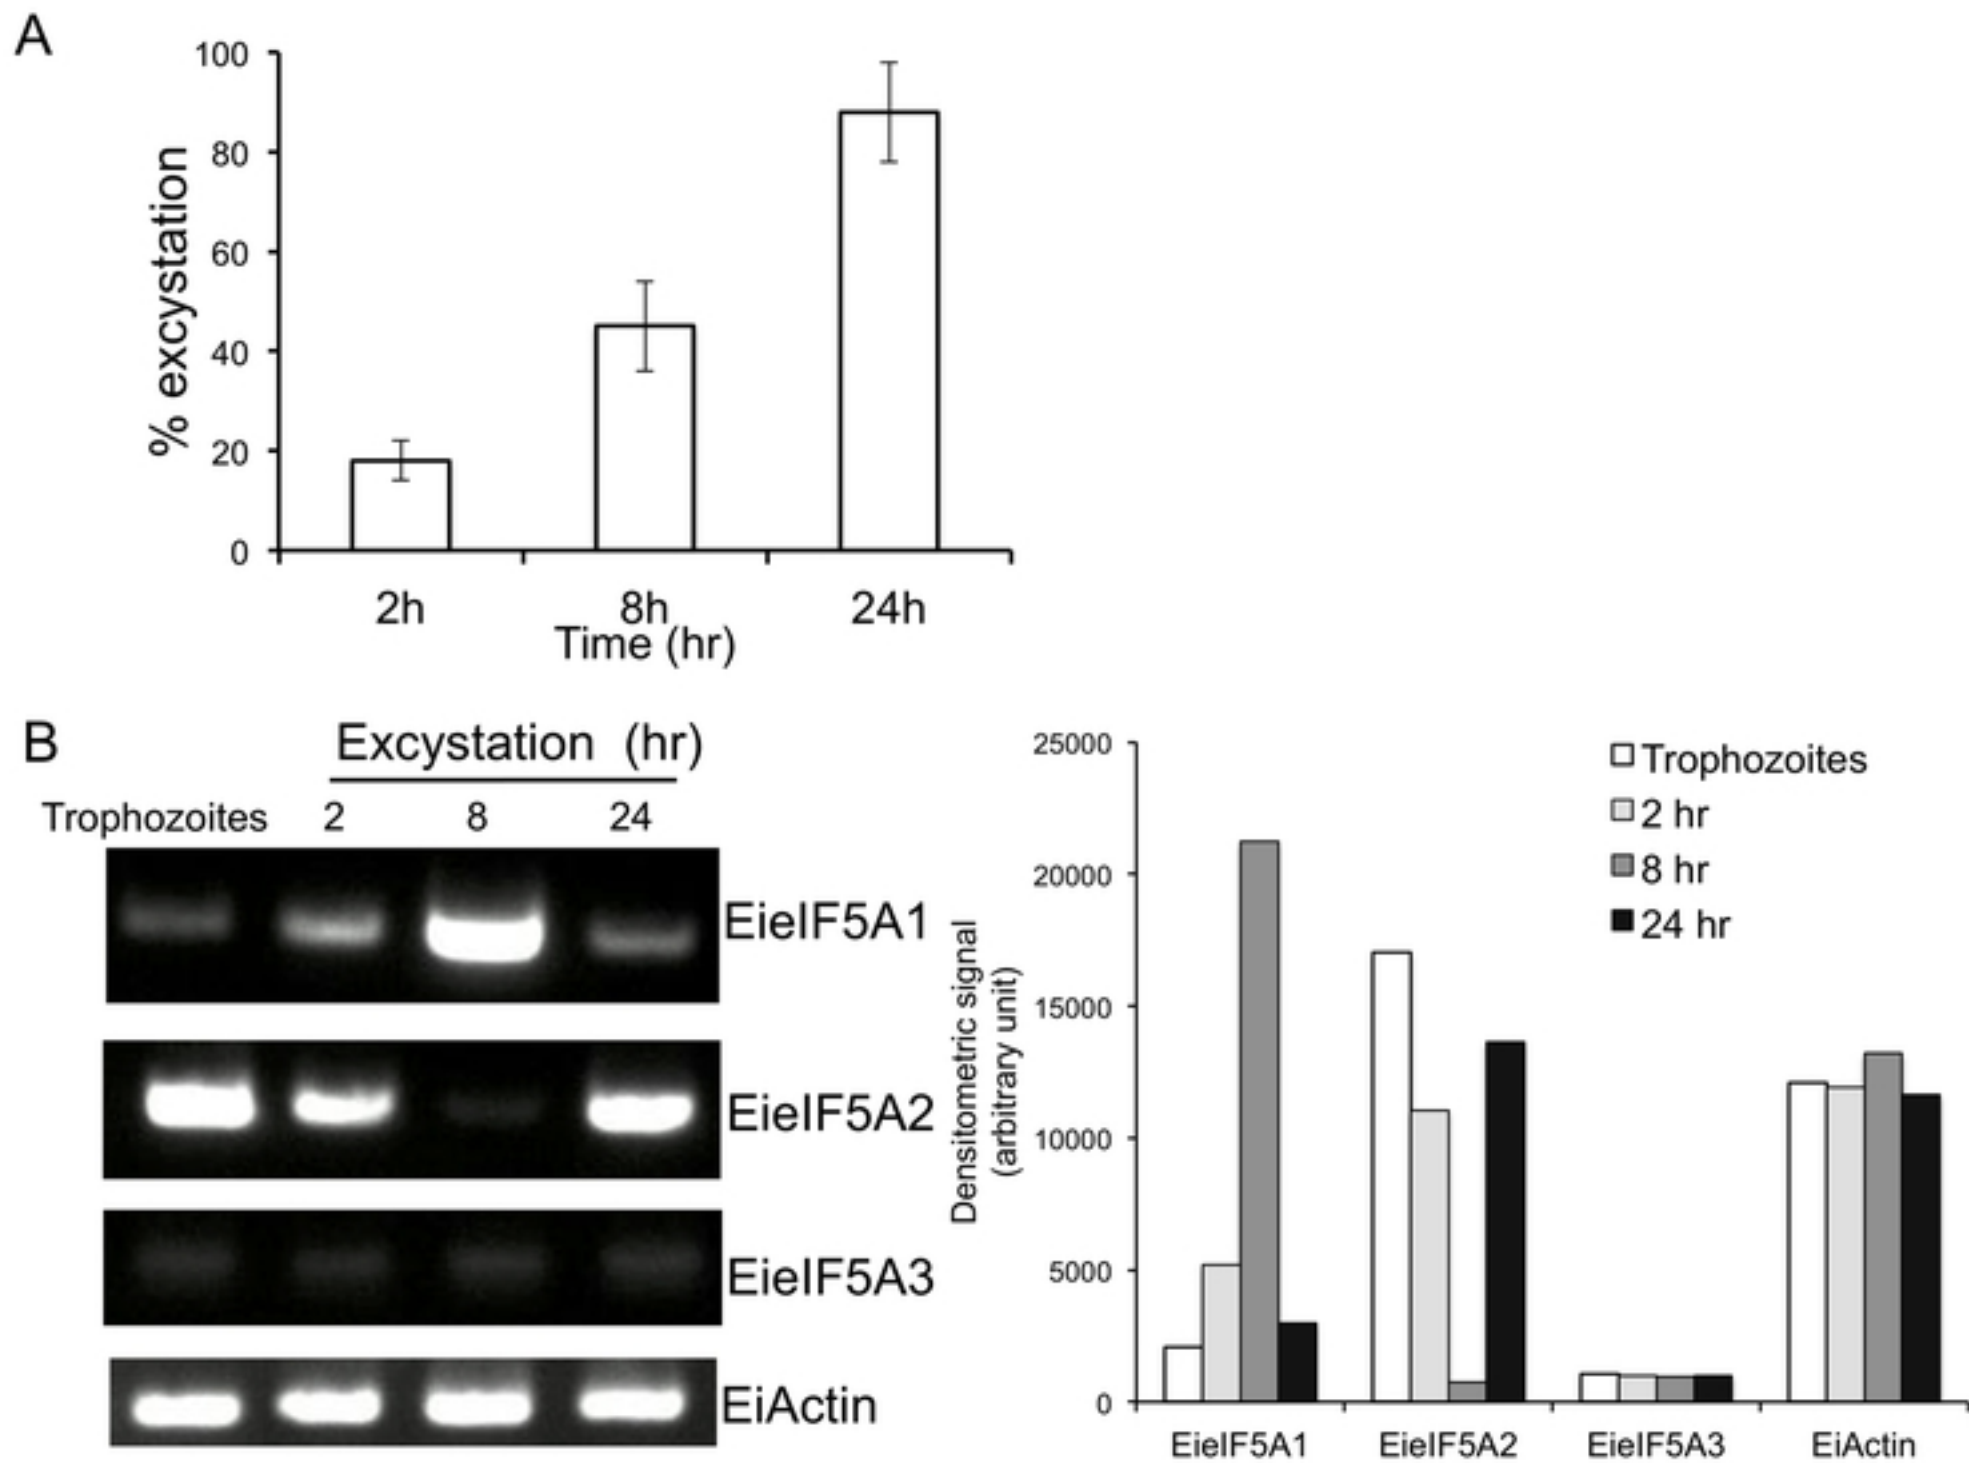 A
100
80
60
40
20
0
% excystation
2h 8h 24h
Time (hr)
B
Excystation (hr)
Trophozoites 2 8 24
EieIF5A1
EieIF5A2
EieIF5A3
EiActin
Densitometric signal
(arbitrary unit)
25000
20000
15000
10000
5000
0
Trophozoites
2 hr
8 hr
24 hr
EieIF5A1 EieIF5A2 EieIF5A3 EiActin